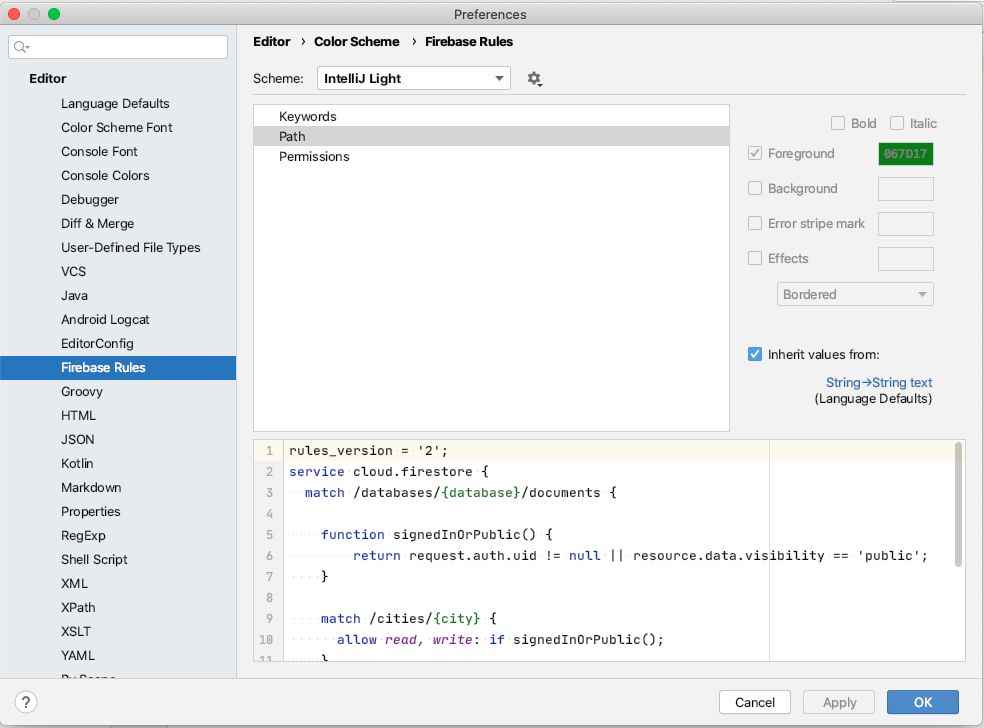 Preferences
Editor › Color Scheme › Firebase Rules
Editor
Language Defaults
Color Scheme Font
Console Font
Console Colors
Debugger
Diff & Merge
User-Defined File Types
VCS
Java
Android Logcat
EditorConfig
Firebase Rules
Groovy
HTML
JSON
Kotlin
Markdown
Properties
RegExp
Shell Script
XML
XPath
XSLT
YAML
Scheme: IntelliJ Light
Keywords
Path
Permissions
Bold Italic
Foreground 067D17
Background
Error stripe mark
Effects
Bordered
Inherit values from:
String→String text
(Language Defaults)
1 rules_version = '2';
2 service cloud.firestore {
3 match /databases/{database}/documents {
4
5 function signedInOrPublic() {
6 return request.auth.uid != null || resource.data.visibility == 'public';
7 }
8
9 match /cities/{city} {
10 allow read, write: if signedInOrPublic();
11 }
? Cancel Apply OK